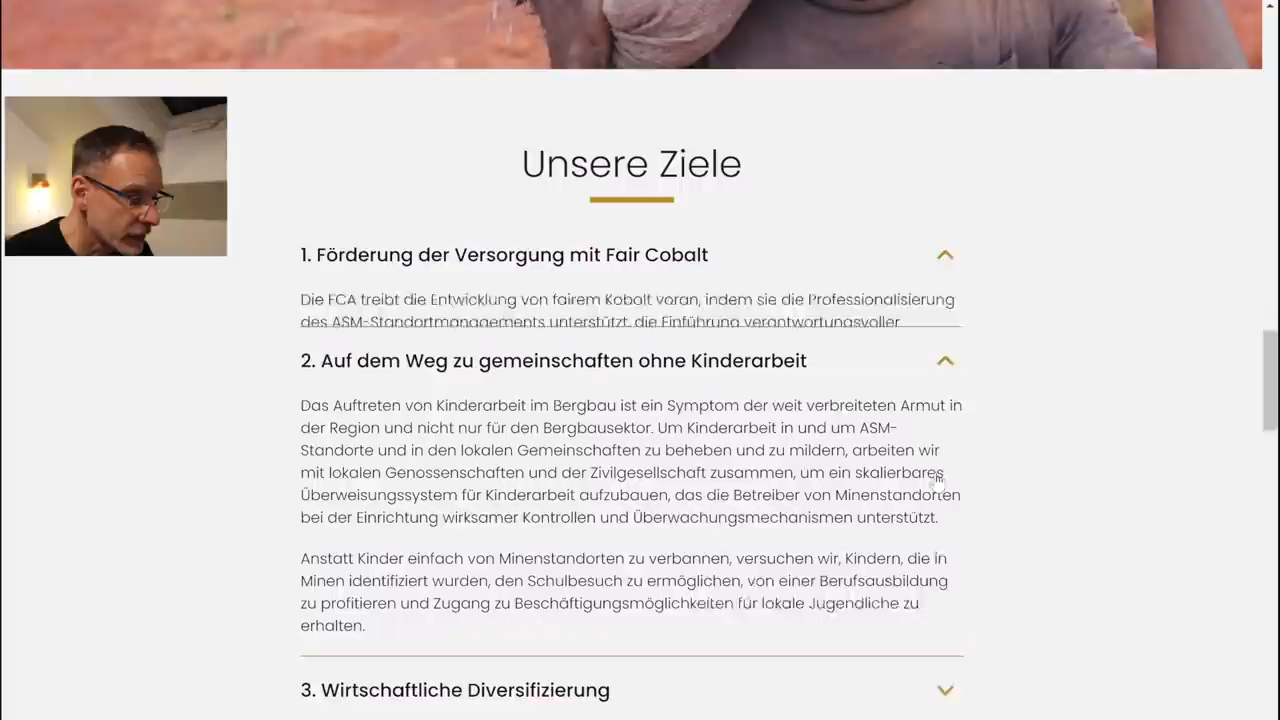 Unsere Ziele
1. Förderung der Versorgung mit Fair Cobalt
Die FCA treibt die Entwicklung von fairem Kobalt voran, indem sie die Professionalisierung
des ASM-Standortmanagements unterstützt, die Einführung verantwortungsvoller
2. Auf dem Weg zu gemeinschaften ohne Kinderarbeit
Das Auftreten von Kinderarbeit im Bergbau ist ein Symptom der weit verbreiteten Armut in
der Region und nicht nur für den Bergbausektor. Um Kinderarbeit in und um ASM-
Standorte und in den lokalen Gemeinschaften zu beheben und zu mildern, arbeiten wir
mit lokalen Genossenschaften und der Zivilgesellschaft zusammen, um ein skalierbares
Überweisungssystem für Kinderarbeit aufzubauen, das die Betreiber von Minenstandorten
bei der Einrichtung wirksamer Kontrollen und Überwachungsmechanismen unterstützt.
Anstatt Kinder einfach von Minenstandorten zu verbannen, versuchen wir, Kindern, die in
Minen identifiziert wurden, den Schulbesuch zu ermöglichen, von einer Berufsausbildung
zu profitieren und Zugang zu Beschäftigungsmöglichkeiten für lokale Jugendliche zu
erhalten.
3. Wirtschaftliche Diversifizierung